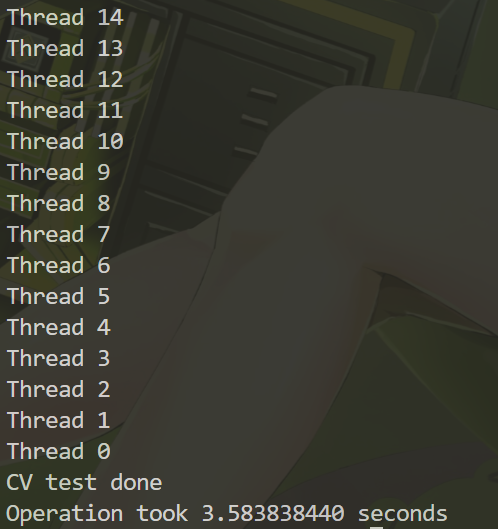 Thread 14
Thread 13
Thread 12
Thread 11
Thread 10
Thread 9
Thread 8
Thread 7
Thread 6
Thread 5
Thread 4
Thread 3
Thread 2
Thread 1
Thread 0
CV test done
Operation took 3.583838440 seconds